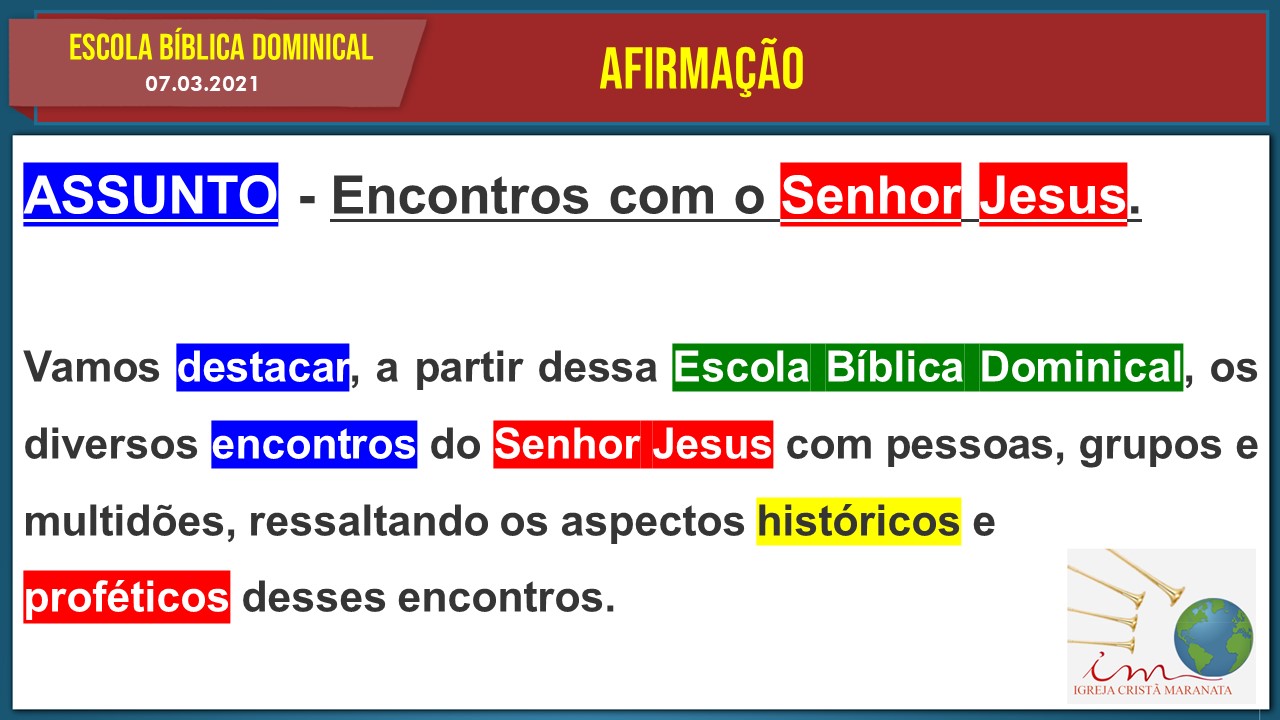 ESCOLA BÍBLICA DOMINICAL
07.03.2021
AFIRMAÇÃO
ASSUNTO - Encontros com o Senhor Jesus.
Vamos destacar, a partir dessa Escola Bíblica Dominical, os
diversos encontros do Senhor Jesus com pessoas, grupos e
multidões, ressaltando os aspectos históricos e
proféticos desses encontros.
im
IGREJA CRISTÃ MARANATA